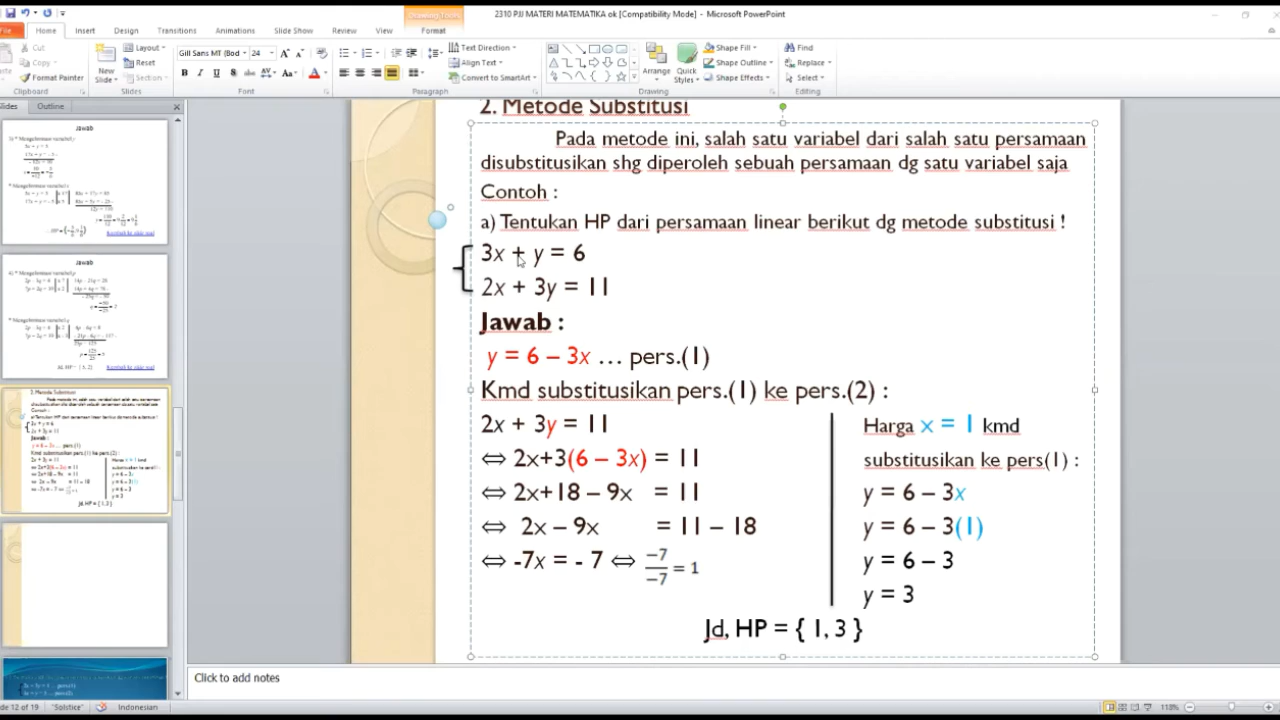 2310 PJJ MATERI MATEMATIKA ok [Compatibility Mode] - Microsoft PowerPoint
Drawing Tools
File Home Insert Design Transitions Animations Slide Show Review View Format
Cut
Copy
Format Painter
Clipboard
New Slide
Layout
Reset
Section
Slides
Gill Sans MT (Bod 24
Font
Paragraph
Text Direction
Align Text
Convert to SmartArt
Arrange
Quick Styles
Drawing
Shape Fill
Shape Outline
Shape Effects
Find
Replace
Select
Editing
Slides Outline
Jawab
Jawab
2. Metode Substitusi
Pada metode ini, salah satu variabel dari salah satu persamaan
disubstitusikan shg diperoleh sebuah persamaan dg satu variabel saja
Contoh :
a) Tentukan HP dari persamaan linear berikut dg metode substitusi !
3x + y = 6
2x + 3y = 11
Jawab :
y = 6 – 3x … pers.(1)
Kmd substitusikan pers.(1) ke pers.(2) :
2x + 3y = 11
⇔ 2x+3(6 – 3x) = 11
⇔ 2x+18 – 9x = 11
⇔ 2x – 9x = 11 – 18
⇔ -7x = - 7 ⇔ −7/−7 = 1
Harga x = 1 kmd
substitusikan ke pers(1) :
y = 6 – 3x
y = 6 – 3(1)
y = 6 – 3
y = 3
Jd, HP = { 1, 3 }
Click to add notes
de 12 of 19 "Solstice" Indonesian 118%